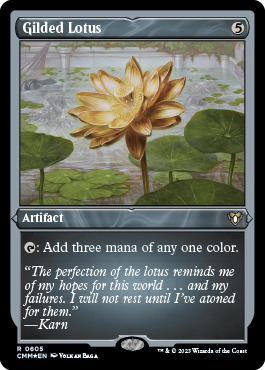 Gilded Lotus 5
Artifact
: Add three mana of any one color.
“The perfection of the lotus reminds me
of my hopes for this world . . . and my
failures. I will not rest until I’ve atoned
for them.”
—Karn
R 0605
CMM★EN Volkan Baga
™ & © 2023 Wizards of the Coast